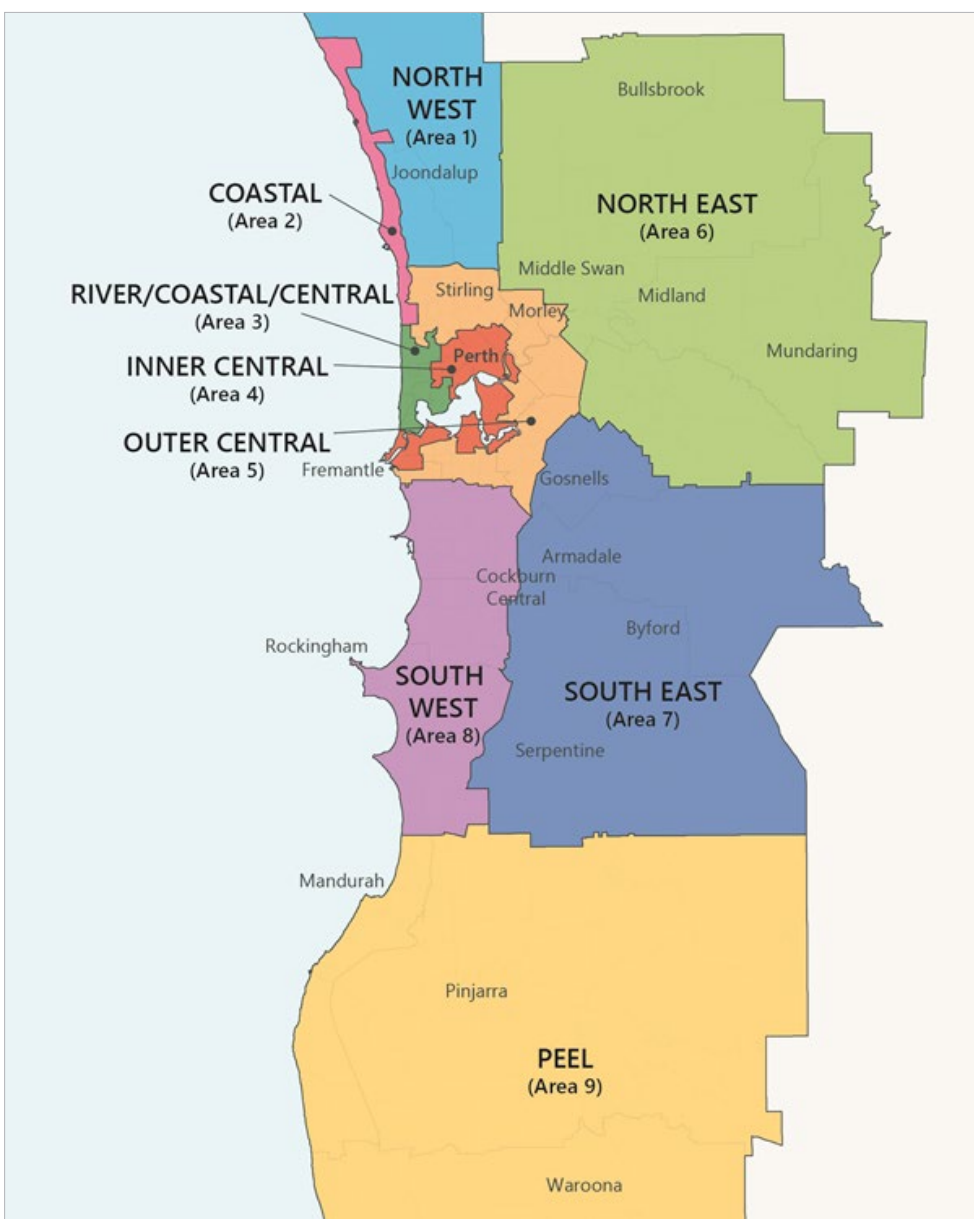 NORTH
WEST
(Area 1)
Bullsbrook
Joondalup
COASTAL
(Area 2)
NORTH EAST
(Area 6)
Middle Swan
Stirling
Midland
RIVER/COASTAL/CENTRAL
(Area 3)
Morley
Perth
Mundaring
INNER CENTRAL
(Area 4)
OUTER CENTRAL
(Area 5)
Fremantle
Gosnells
Armadale
Cockburn
Central
Byford
Rockingham
SOUTH
WEST
(Area 8)
SOUTH EAST
(Area 7)
Serpentine
Mandurah
Pinjarra
PEEL
(Area 9)
Waroona